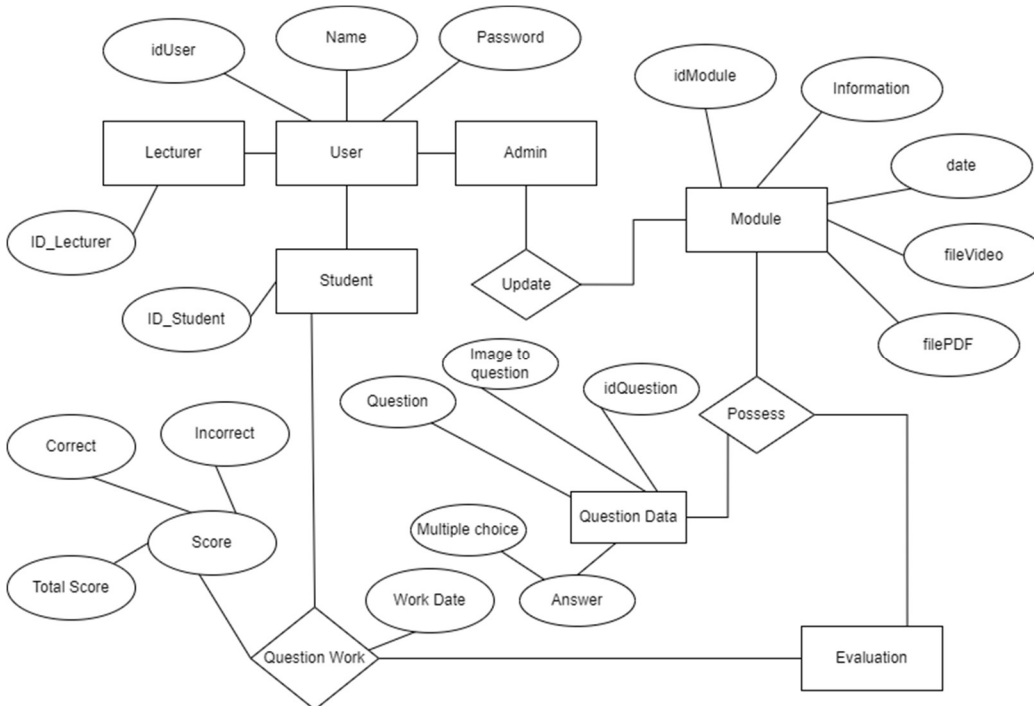 idUser
Name
Password
idModule
Information
Lecturer
User
Admin
date
Module
ID_Lecturer
fileVideo
Student
Update
ID_Student
filePDF
Image to
question
idQuestion
Question
Possess
Correct
Incorrect
Question Data
Multiple choice
Score
Total Score
Work Date
Answer
Question Work
Evaluation